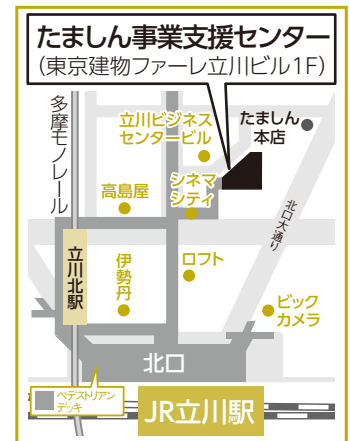 たましん事業支援センター
(東京建物ファーレ立川ビル1F)
多摩モノレール
立川ビジネス
センタービル
たましん
本店
高島屋
シネマ
シティ
北口大通り
立川北駅
伊勢丹
ロフト
ビック
カメラ
北口
ペデストリアン
デッキ
JR立川駅